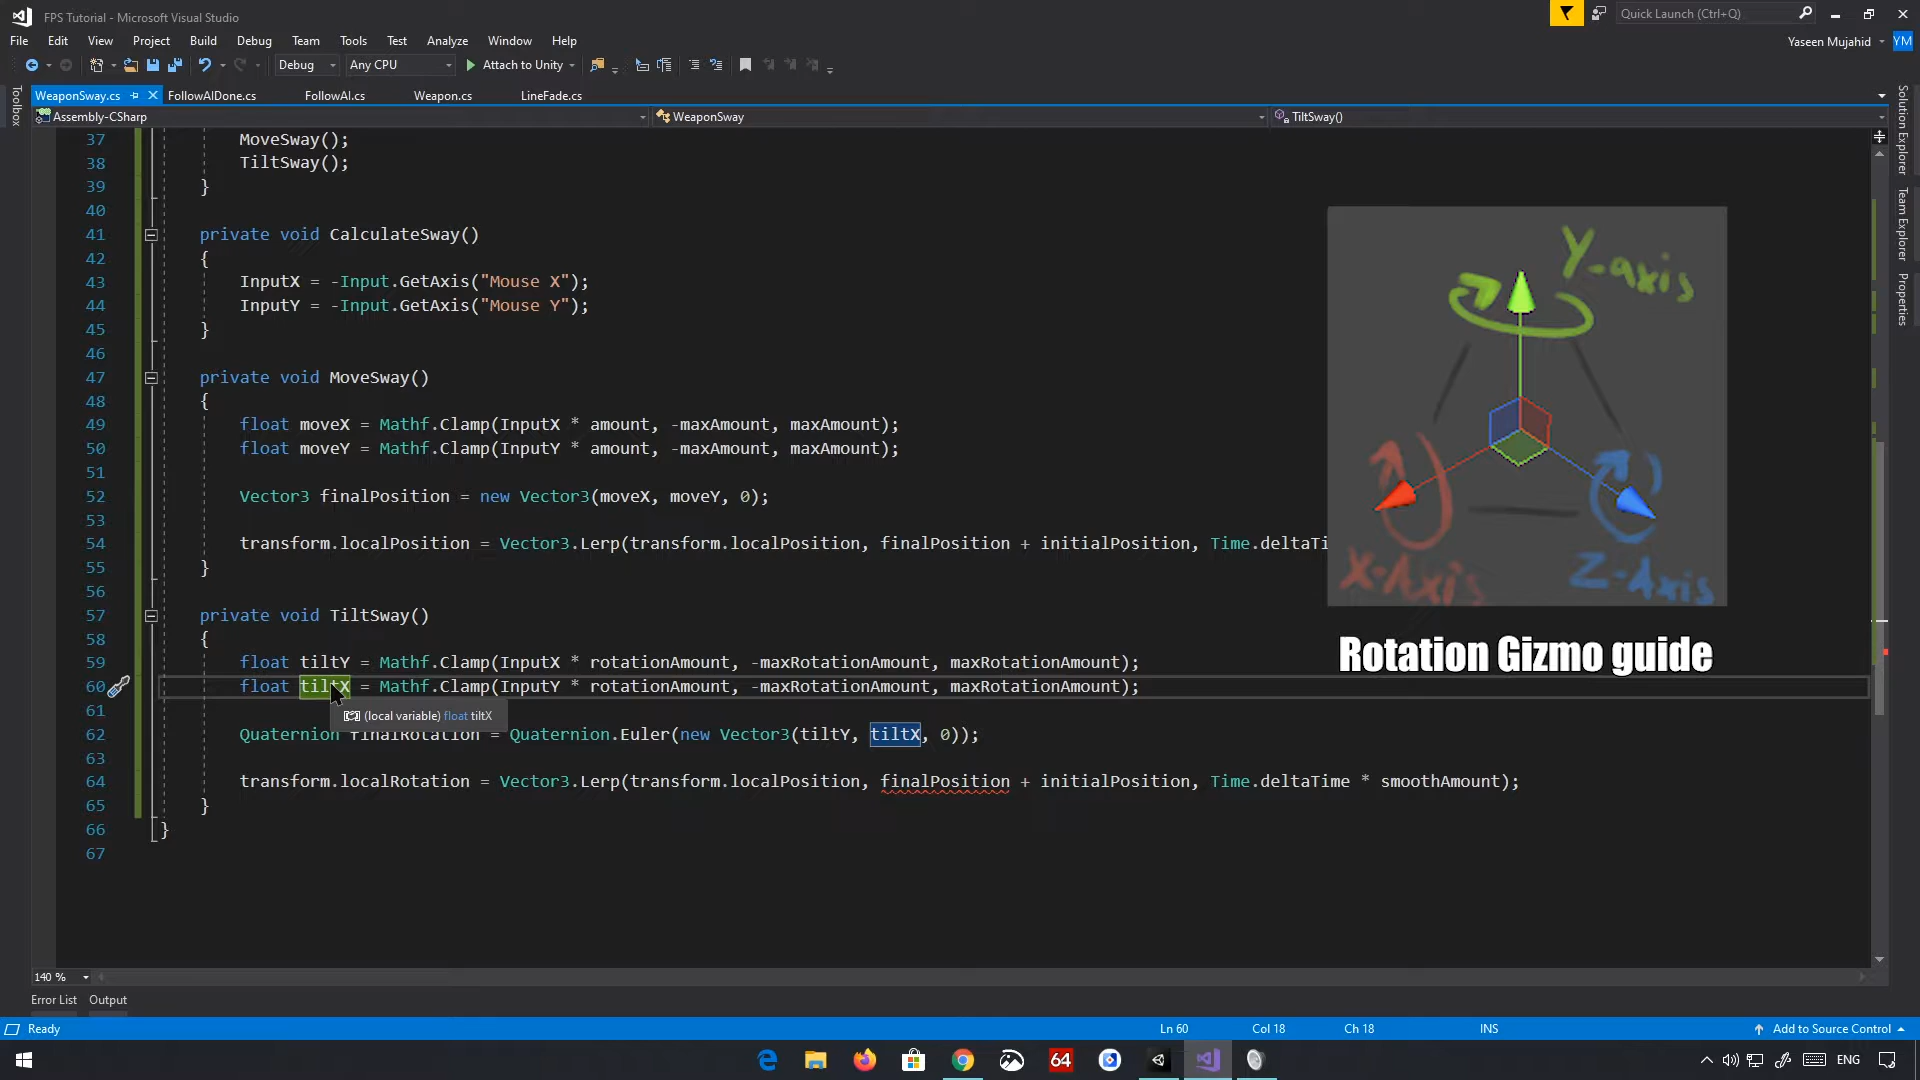 FPS Tutorial - Microsoft Visual Studio
Quick Launch (Ctrl+Q)
File Edit View Project Build Debug Team Tools Test Analyze Window Help
Yaseen Mujahid YM
Debug Any CPU Attach to Unity
WeaponSway.cs FollowAIDone.cs FollowAI.cs Weapon.cs LineFade.cs
Assembly-CSharp WeaponSway TiltSway()
Toolbox
Solution Explorer
Team Explorer
Properties
37 MoveSway();
38 TiltSway();
39 }
40
41 private void CalculateSway()
42 {
43 InputX = -Input.GetAxis("Mouse X");
44 InputY = -Input.GetAxis("Mouse Y");
45 }
46
47 private void MoveSway()
48 {
49 float moveX = Mathf.Clamp(InputX * amount, -maxAmount, maxAmount);
50 float moveY = Mathf.Clamp(InputY * amount, -maxAmount, maxAmount);
51
52 Vector3 finalPosition = new Vector3(moveX, moveY, 0);
53
54 transform.localPosition = Vector3.Lerp(transform.localPosition, finalPosition + initialPosition, Time.deltaTi
55 }
56
57 private void TiltSway()
58 {
59 float tiltY = Mathf.Clamp(InputX * rotationAmount, -maxRotationAmount, maxRotationAmount);
60 float tiltX = Mathf.Clamp(InputY * rotationAmount, -maxRotationAmount, maxRotationAmount);
61
(local variable) float tiltX
62 Quaternion finalRotation = Quaternion.Euler(new Vector3(tiltY, tiltX, 0));
63
64 transform.localRotation = Vector3.Lerp(transform.localPosition, finalPosition + initialPosition, Time.deltaTime * smoothAmount);
65 }
66 }
67
Y-axis
X-Axis
Z-Axis
Rotation Gizmo guide
140 %
Error List Output
Ready Ln 60 Col 18 Ch 18 INS Add to Source Control
64
ENG